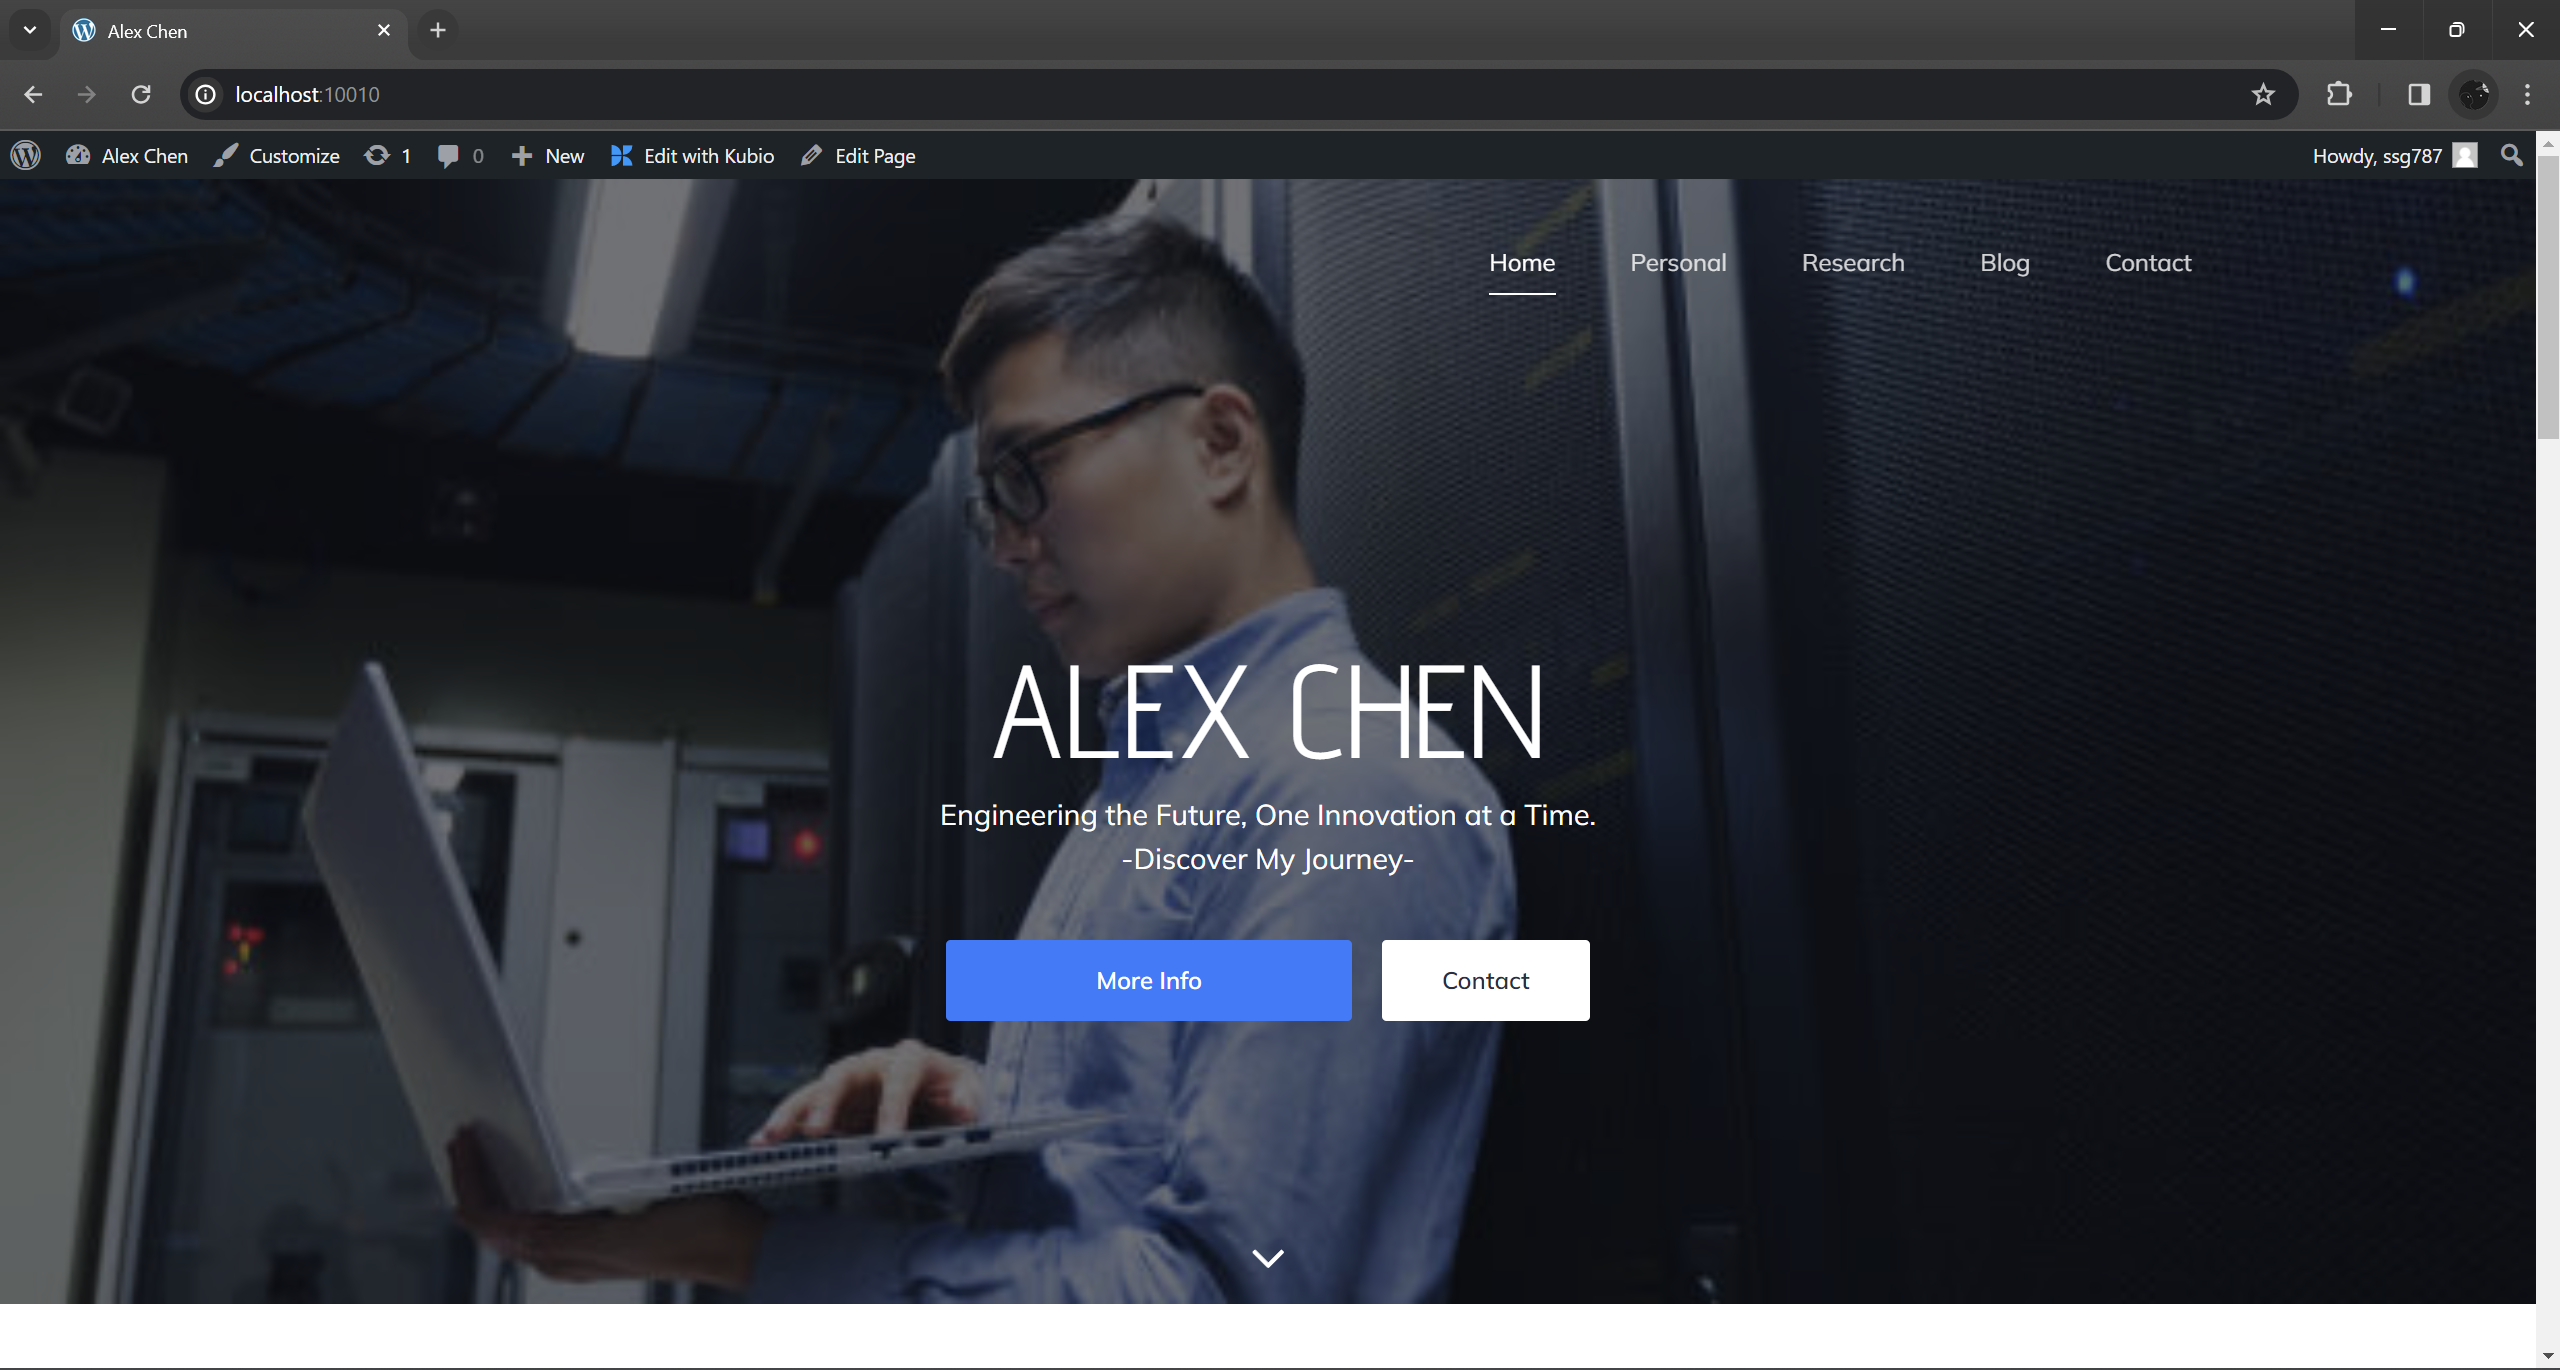 Alex Chen
localhost:10010
Alex Chen Customize 1 0 New Edit with Kubio Edit Page Howdy, ssg787
Home Personal Research Blog Contact
ALEX CHEN
Engineering the Future, One Innovation at a Time.
-Discover My Journey-
More Info Contact